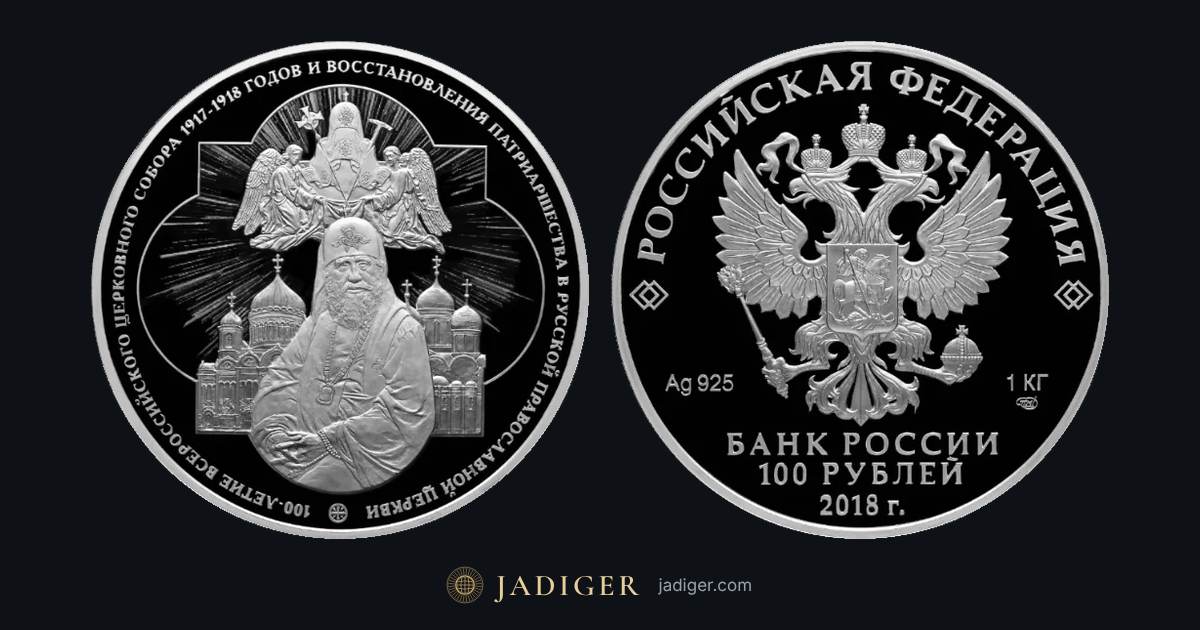 100-ЛЕТИЕ ВСЕРОССИЙСКОГО ЦЕРКОВНОГО СОБОРА 1917-1918 ГОДОВ И ВОССТАНОВЛЕНИЯ ПАТРИАРШЕСТВА В РУССКОЙ ПРАВОСЛАВНОЙ ЦЕРКВИ
РОССИЙСКАЯ ФЕДЕРАЦИЯ
Ag 925
1 КГ
БАНК РОССИИ
100 РУБЛЕЙ
2018 г.
JADIGER jadiger.com